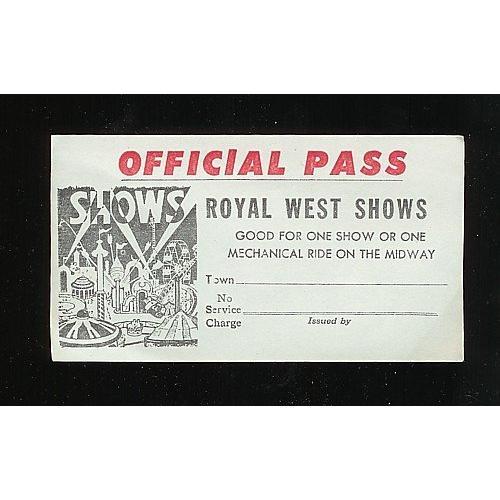 OFFICIAL PASS
SHOWS
ROYAL WEST SHOWS
GOOD FOR ONE SHOW OR ONE
MECHANICAL RIDE ON THE MIDWAY
Town
No
Service
Charge
Issued by